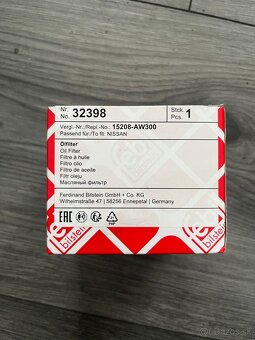 Nr.
No. 32398
Stck.
Pcs. 1
Vergl.-Nr./Repl.-No.: 15208-AW300
Passend für/To fit: NISSAN
Ölfilter
Oil Filter
Filtre à huile
Filtro olio
Filtro de aceite
Filtr oleju
Масляный фильтр
Ferdinand Bilstein GmbH + Co. KG
Wilhelmstraße 47 | 58256 Ennepetal | Germany
EAC
PAP
febi
bilstein